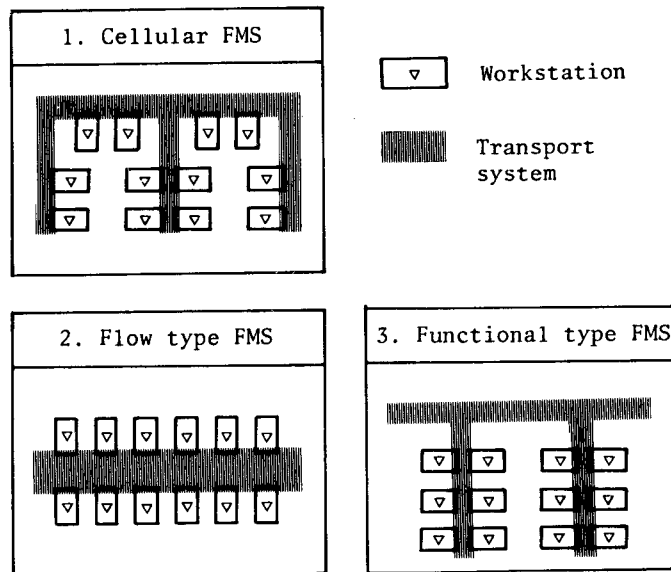 1. Cellular FMS
Workstation
Transport
system
2. Flow type FMS
3. Functional type FMS